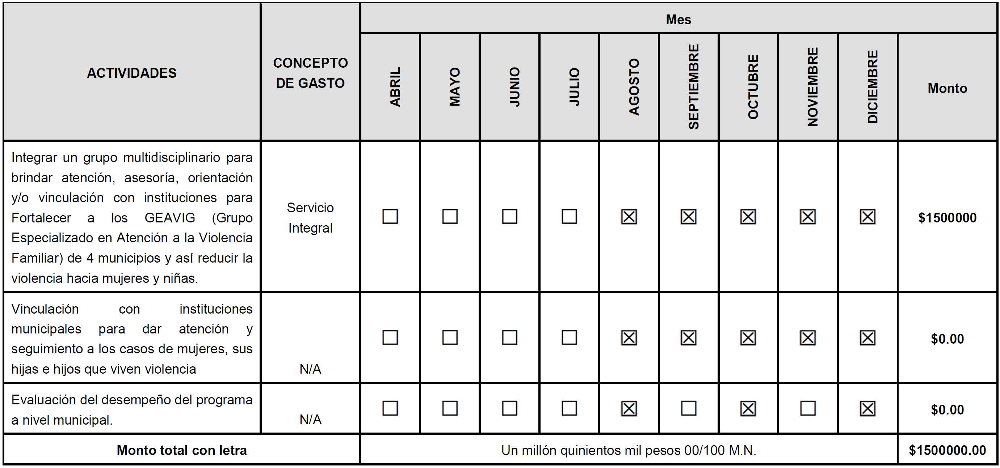 ACTIVIDADES
CONCEPTO
DE GASTO
Mes
ABRIL
MAYO
JUNIO
JULIO
AGOSTO
SEPTIEMBRE
OCTUBRE
NOVIEMBRE
DICIEMBRE
Monto
Integrar un grupo multidisciplinario para
brindar atención, asesoría, orientación
y/o vinculación con instituciones para
Fortalecer a los GEAVIG (Grupo
Especializado en Atención a la Violencia
Familiar) de 4 municipios y así reducir la
violencia hacia mujeres y niñas.
Servicio
Integral
☐ ☐ ☐ ☐ ☒ ☒ ☒ ☒ ☒
$1500000
Vinculación con instituciones
municipales para dar atención y
seguimiento a los casos de mujeres, sus
hijas e hijos que viven violencia
N/A
☐ ☐ ☐ ☐ ☒ ☒ ☒ ☒ ☒
$0.00
Evaluación del desempeño del programa
a nivel municipal.
N/A
☐ ☐ ☐ ☐ ☒ ☐ ☒ ☐ ☒
$0.00
Monto total con letra
Un millón quinientos mil pesos 00/100 M.N.
$1500000.00